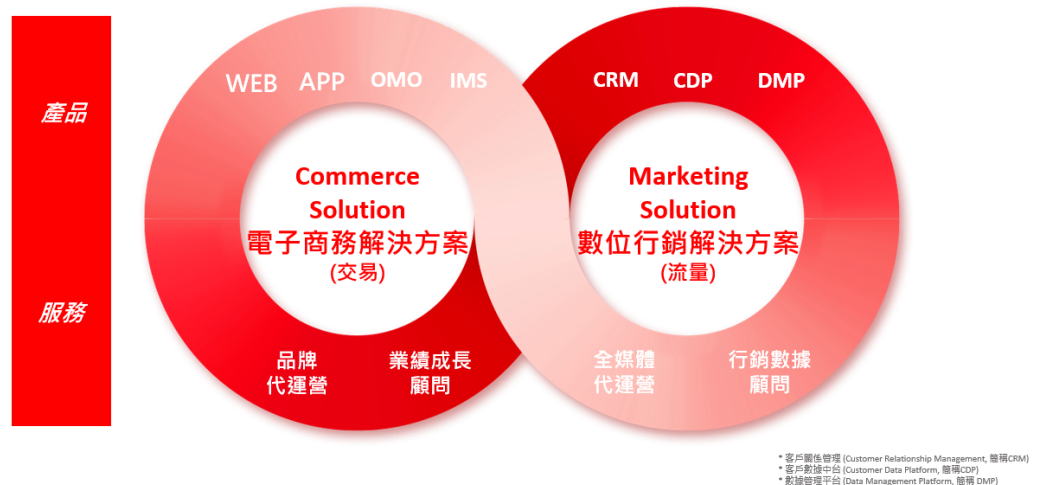 產品
WEB APP OMO IMS
CRM CDP DMP
Commerce
Solution
電子商務解決方案
(交易)
Marketing
Solution
數位行銷解決方案
(流量)
服務
品牌
代運營
業績成長
顧問
全媒體
代運營
行銷數據
顧問
* 客戶關係管理 (Customer Relationship Management, 簡稱CRM)
* 客戶數據中台 (Customer Data Platform, 簡稱CDP)
* 數據管理平台 (Data Management Platform, 簡稱 DMP)